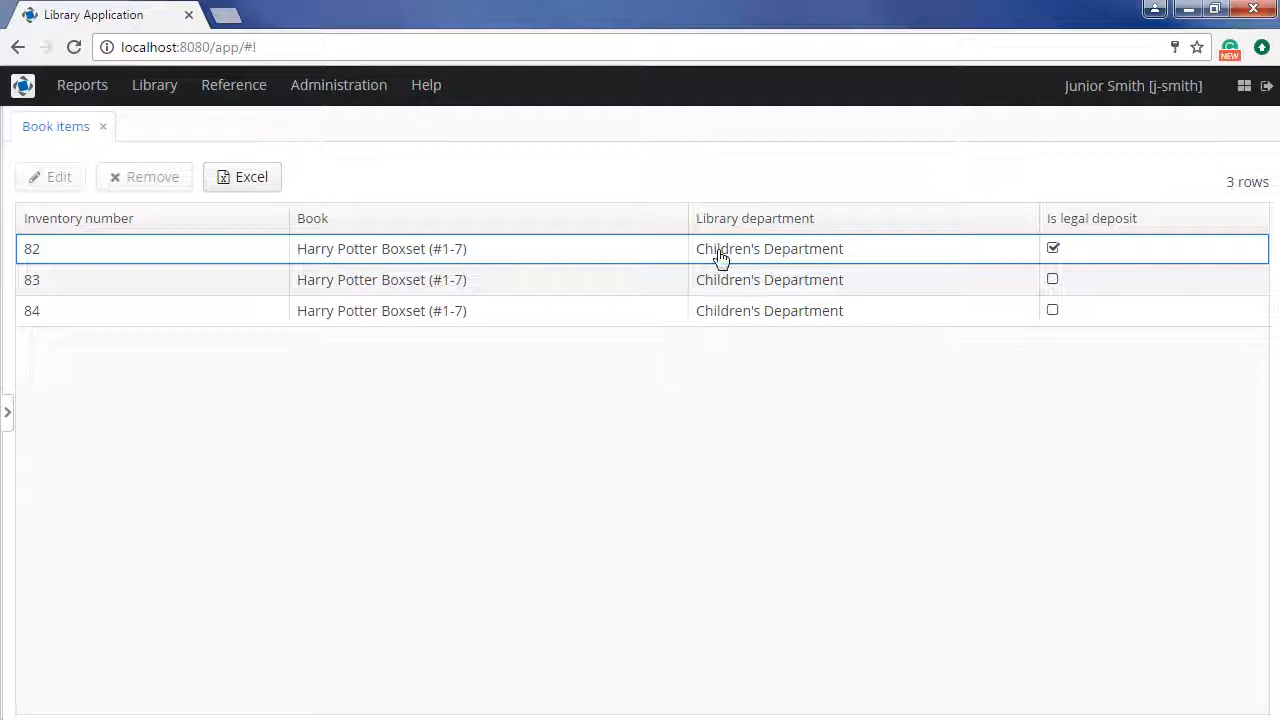 Library Application
localhost:8080/app/#!
NEW
Reports Library Reference Administration Help Junior Smith [j-smith]
Book items
Edit Remove Excel 3 rows
Inventory number Book Library department Is legal deposit
82 Harry Potter Boxset (#1-7) Children's Department
83 Harry Potter Boxset (#1-7) Children's Department
84 Harry Potter Boxset (#1-7) Children's Department